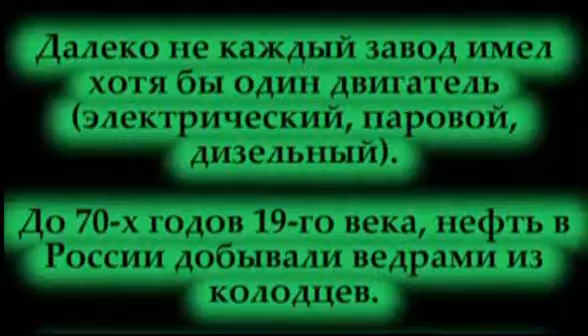 Далеко не каждый завод имел
хотя бы один двигатель
(электрический, паровой,
дизельный).
До 70-х годов 19-го века, нефть в
России добывали ведрами из
колодцев.